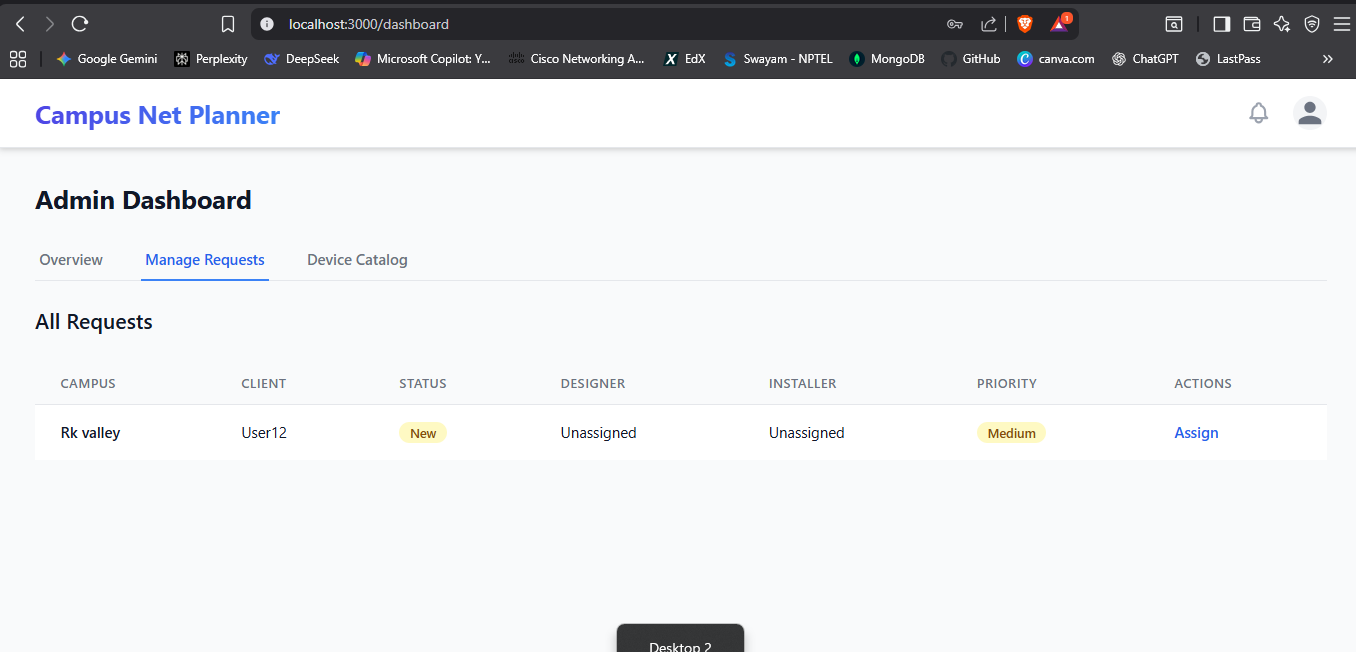 localhost:3000/dashboard
1
Google Gemini Perplexity DeepSeek Microsoft Copilot: Y... Cisco Networking A... EdX Swayam - NPTEL MongoDB GitHub canva.com ChatGPT LastPass »
Campus Net Planner
Admin Dashboard
Overview Manage Requests Device Catalog
All Requests
CAMPUS CLIENT STATUS DESIGNER INSTALLER PRIORITY ACTIONS
Rk valley User12 New Unassigned Unassigned Medium Assign
Desktop 2